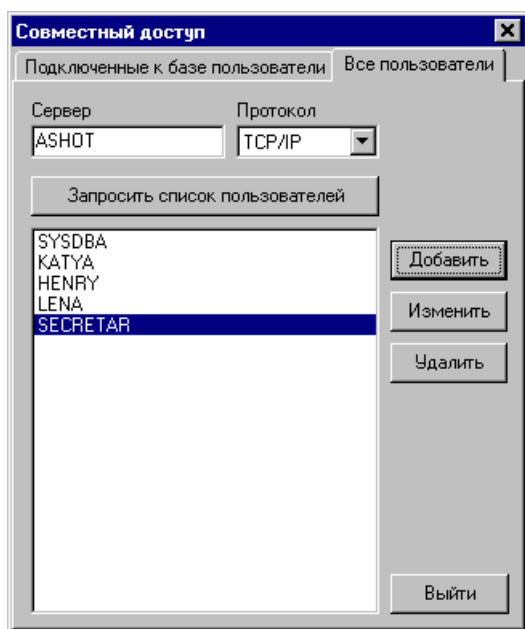 Совместный доступ
Подключенные к базе пользователи Все пользователи
Сервер Протокол
ASHOT TCP/IP
Запросить список пользователей
SYSDBA
KATYA
HENRY
LENA
SECRETAR
Добавить
Изменить
Удалить
Выйти